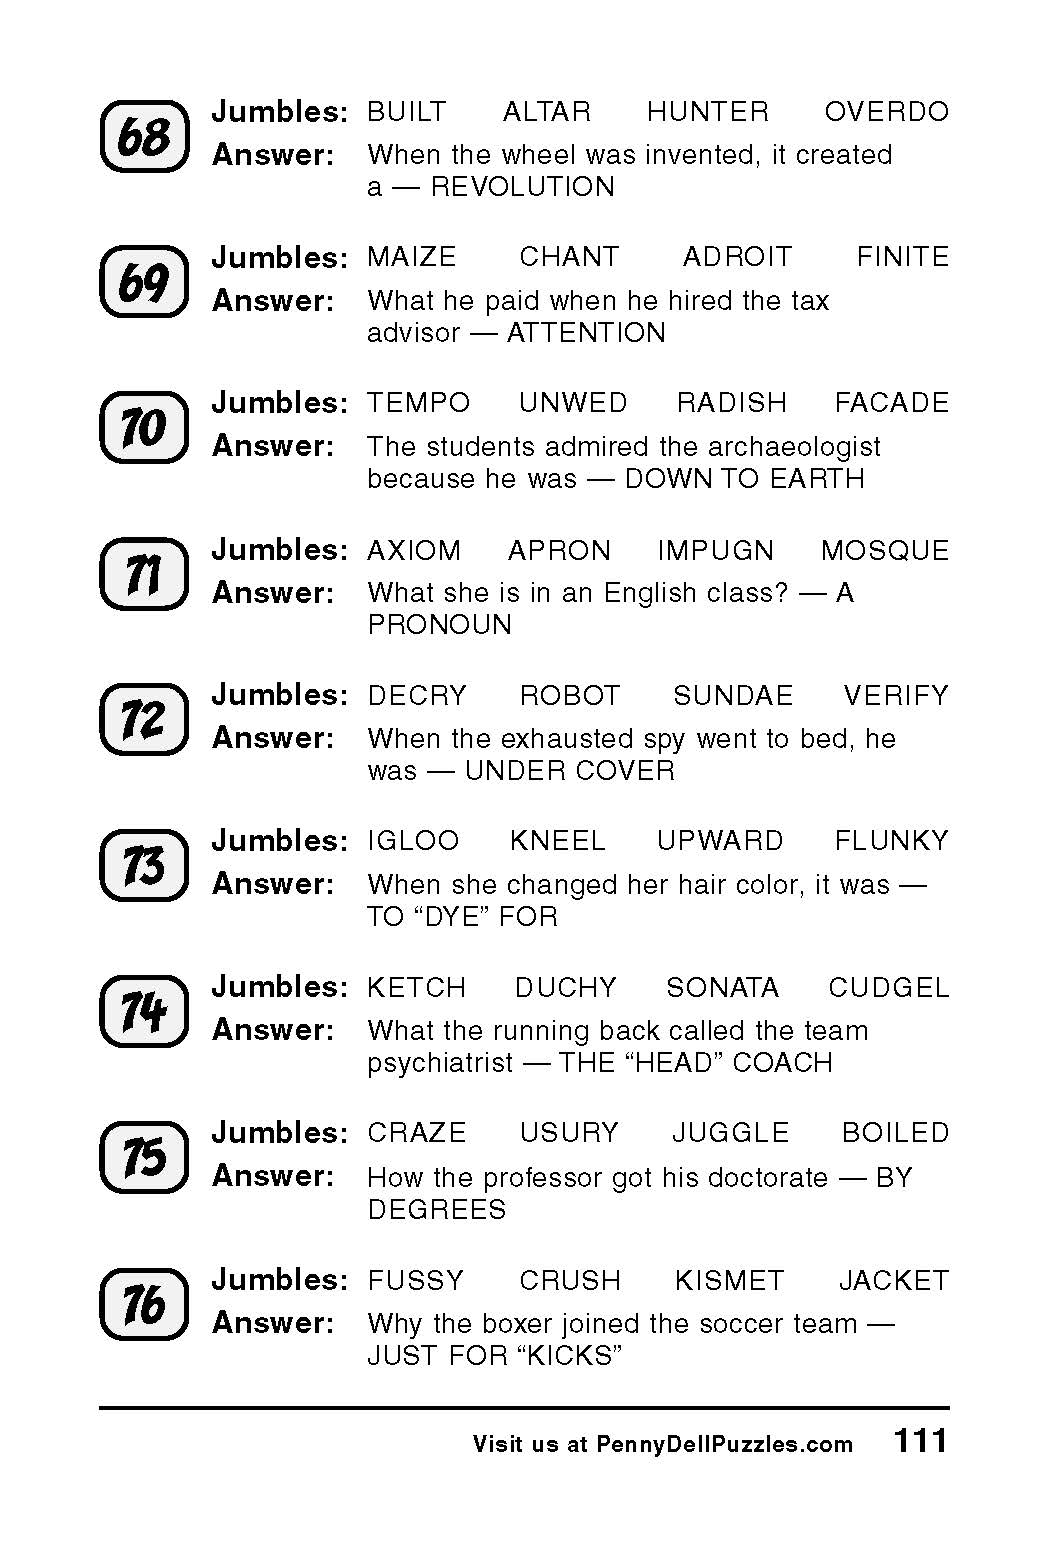 68
Jumbles: BUILT ALTAR HUNTER OVERDO
Answer: When the wheel was invented, it created
a — REVOLUTION
69
Jumbles: MAIZE CHANT ADROIT FINITE
Answer: What he paid when he hired the tax
advisor — ATTENTION
70
Jumbles: TEMPO UNWED RADISH FACADE
Answer: The students admired the archaeologist
because he was — DOWN TO EARTH
71
Jumbles: AXIOM APRON IMPUGN MOSQUE
Answer: What she is in an English class? — A
PRONOUN
72
Jumbles: DECRY ROBOT SUNDAE VERIFY
Answer: When the exhausted spy went to bed, he
was — UNDER COVER
73
Jumbles: IGLOO KNEEL UPWARD FLUNKY
Answer: When she changed her hair color, it was —
TO “DYE” FOR
74
Jumbles: KETCH DUCHY SONATA CUDGEL
Answer: What the running back called the team
psychiatrist — THE “HEAD” COACH
75
Jumbles: CRAZE USURY JUGGLE BOILED
Answer: How the professor got his doctorate — BY
DEGREES
76
Jumbles: FUSSY CRUSH KISMET JACKET
Answer: Why the boxer joined the soccer team —
JUST FOR “KICKS”
Visit us at PennyDellPuzzles.com 111